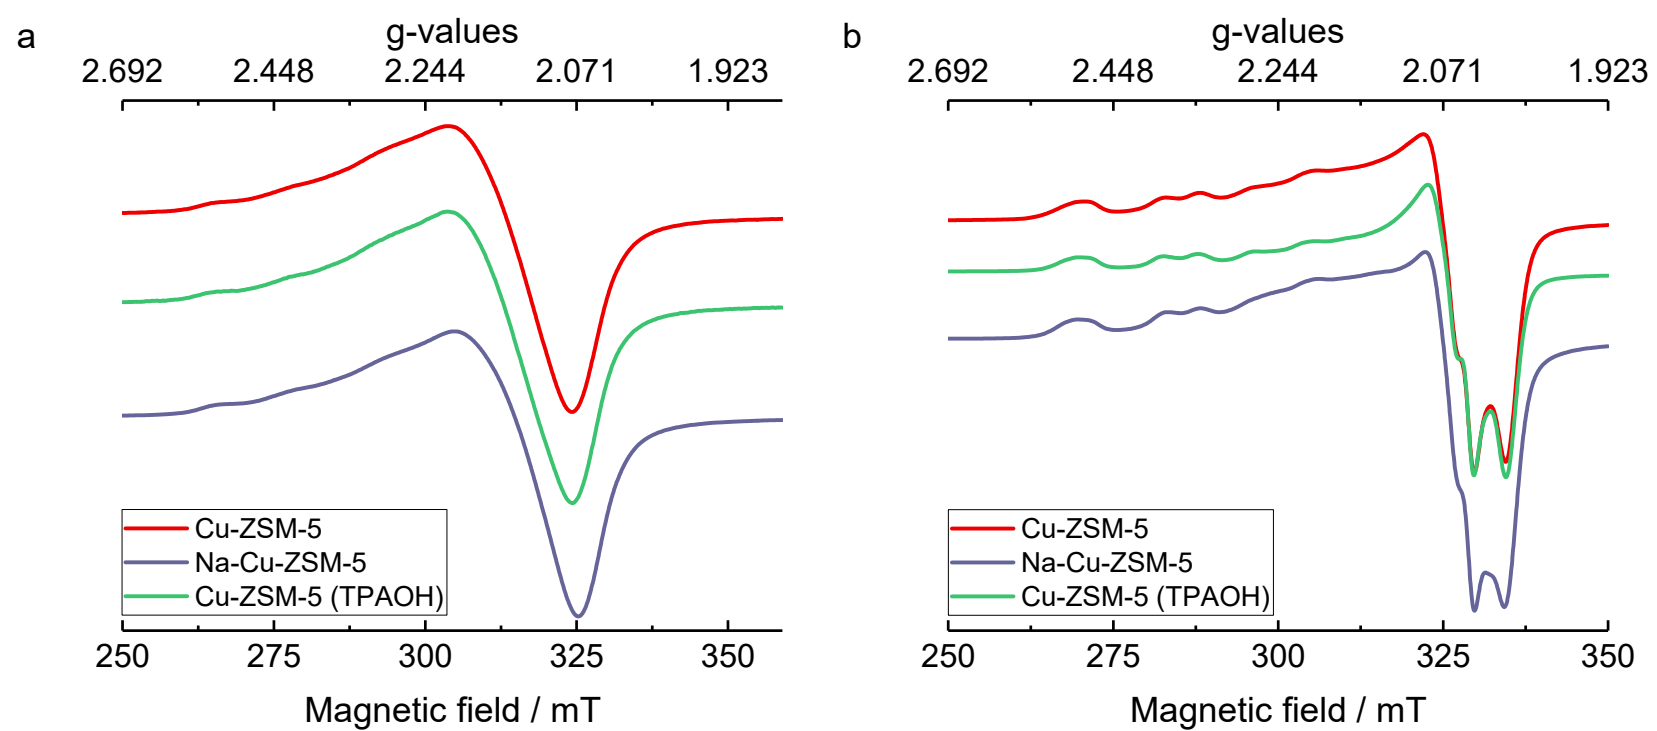 a
g-values
2.692 2.448 2.244 2.071 1.923
Cu-ZSM-5
Na-Cu-ZSM-5
Cu-ZSM-5 (TPAOH)
250 275 300 325 350
Magnetic field / mT
b
g-values
2.692 2.448 2.244 2.071 1.923
Cu-ZSM-5
Na-Cu-ZSM-5
Cu-ZSM-5 (TPAOH)
250 275 300 325 350
Magnetic field / mT